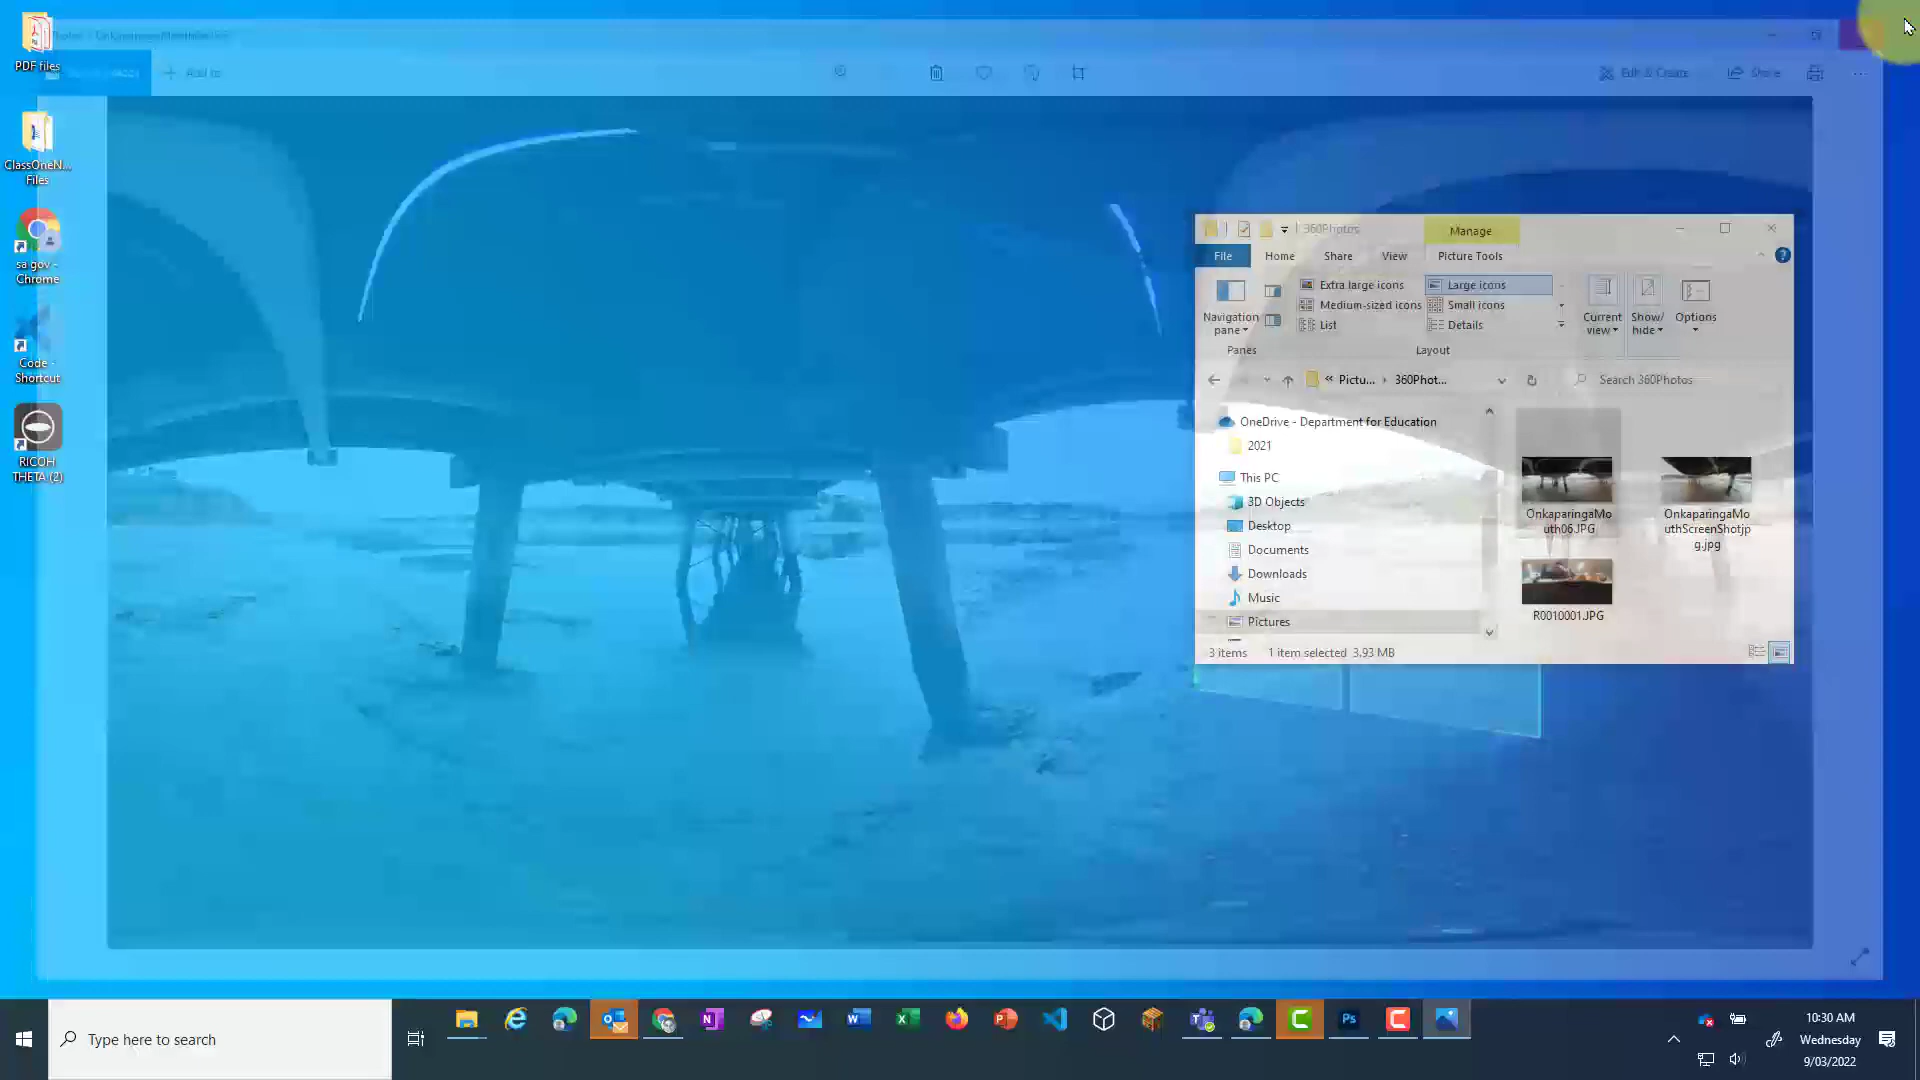 PDF files
Add to
Edit & Create
Share
ClassOneN...
Files
sa gov -
Chrome
Code -
Shortcut
RICOH
THETA (2)
360Photos
Manage
File
Home
Share
View
Picture Tools
Navigation
pane
Panes
Extra large icons
Large icons
Medium-sized icons
Small icons
List
Details
Layout
Current
view
Show/
hide
Options
« Pictu... › 360Phot...
Search 360Photos
OneDrive - Department for Education
2021
This PC
3D Objects
Desktop
Documents
Downloads
Music
Pictures
OnkaparingaMo
uth06.JPG
OnkaparingaMo
uthScreenShotjp
g.jpg
R0010001.JPG
3 items
1 item selected 3.93 MB
Type here to search
10:30 AM
Wednesday
9/03/2022